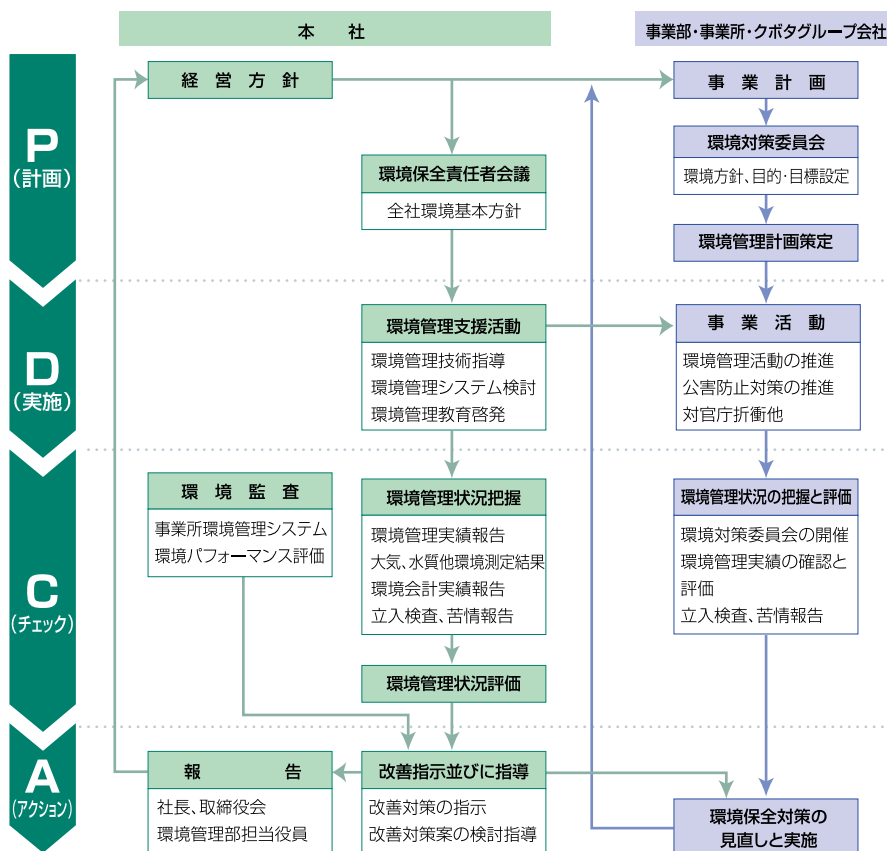 本　社
事業部・事業所・クボタグループ会社
P
（計画）
経営方針
事業計画
環境対策委員会
環境方針、目的・目標設定
環境保全責任者会議
全社環境基本方針
環境管理計画策定
D
（実施）
環境管理支援活動
環境管理技術指導
環境管理システム検討
環境管理教育啓発
事業活動
環境管理活動の推進
公害防止対策の推進
対官庁折衝他
C
（チェック）
環境監査
事業所環境管理システム
環境パフォーマンス評価
環境管理状況把握
環境管理実績報告
大気、水質他環境測定結果
環境会計実績報告
立入検査、苦情報告
環境管理状況の把握と評価
環境対策委員会の開催
環境管理実績の確認と
評価
立入検査、苦情報告
環境管理状況評価
A
（アクション）
報告
社長、取締役会
環境管理部担当役員
改善指示並びに指導
改善対策の指示
改善対策案の検討指導
環境保全対策の
見直しと実施